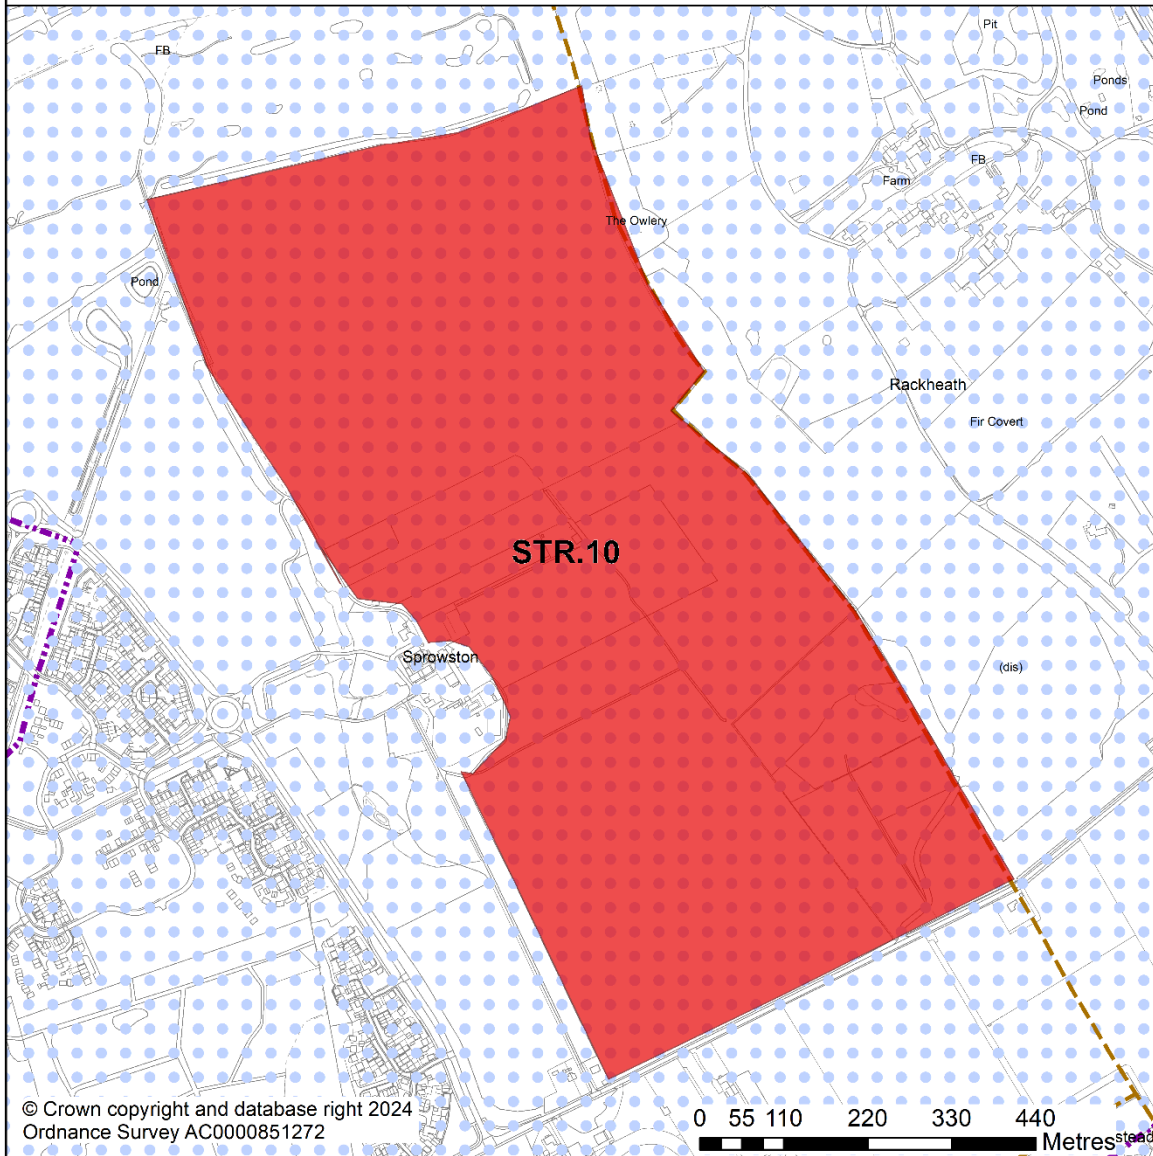 Pit
FB
Ponds
Pond
FB
Farm
The Owlery
Pond
Rackheath
Fir Covert
STR.10
Sprowston
(dis)
© Crown copyright and database right 2024
Ordnance Survey AC0000851272
0 55 110 220 330 440
Metres
stead